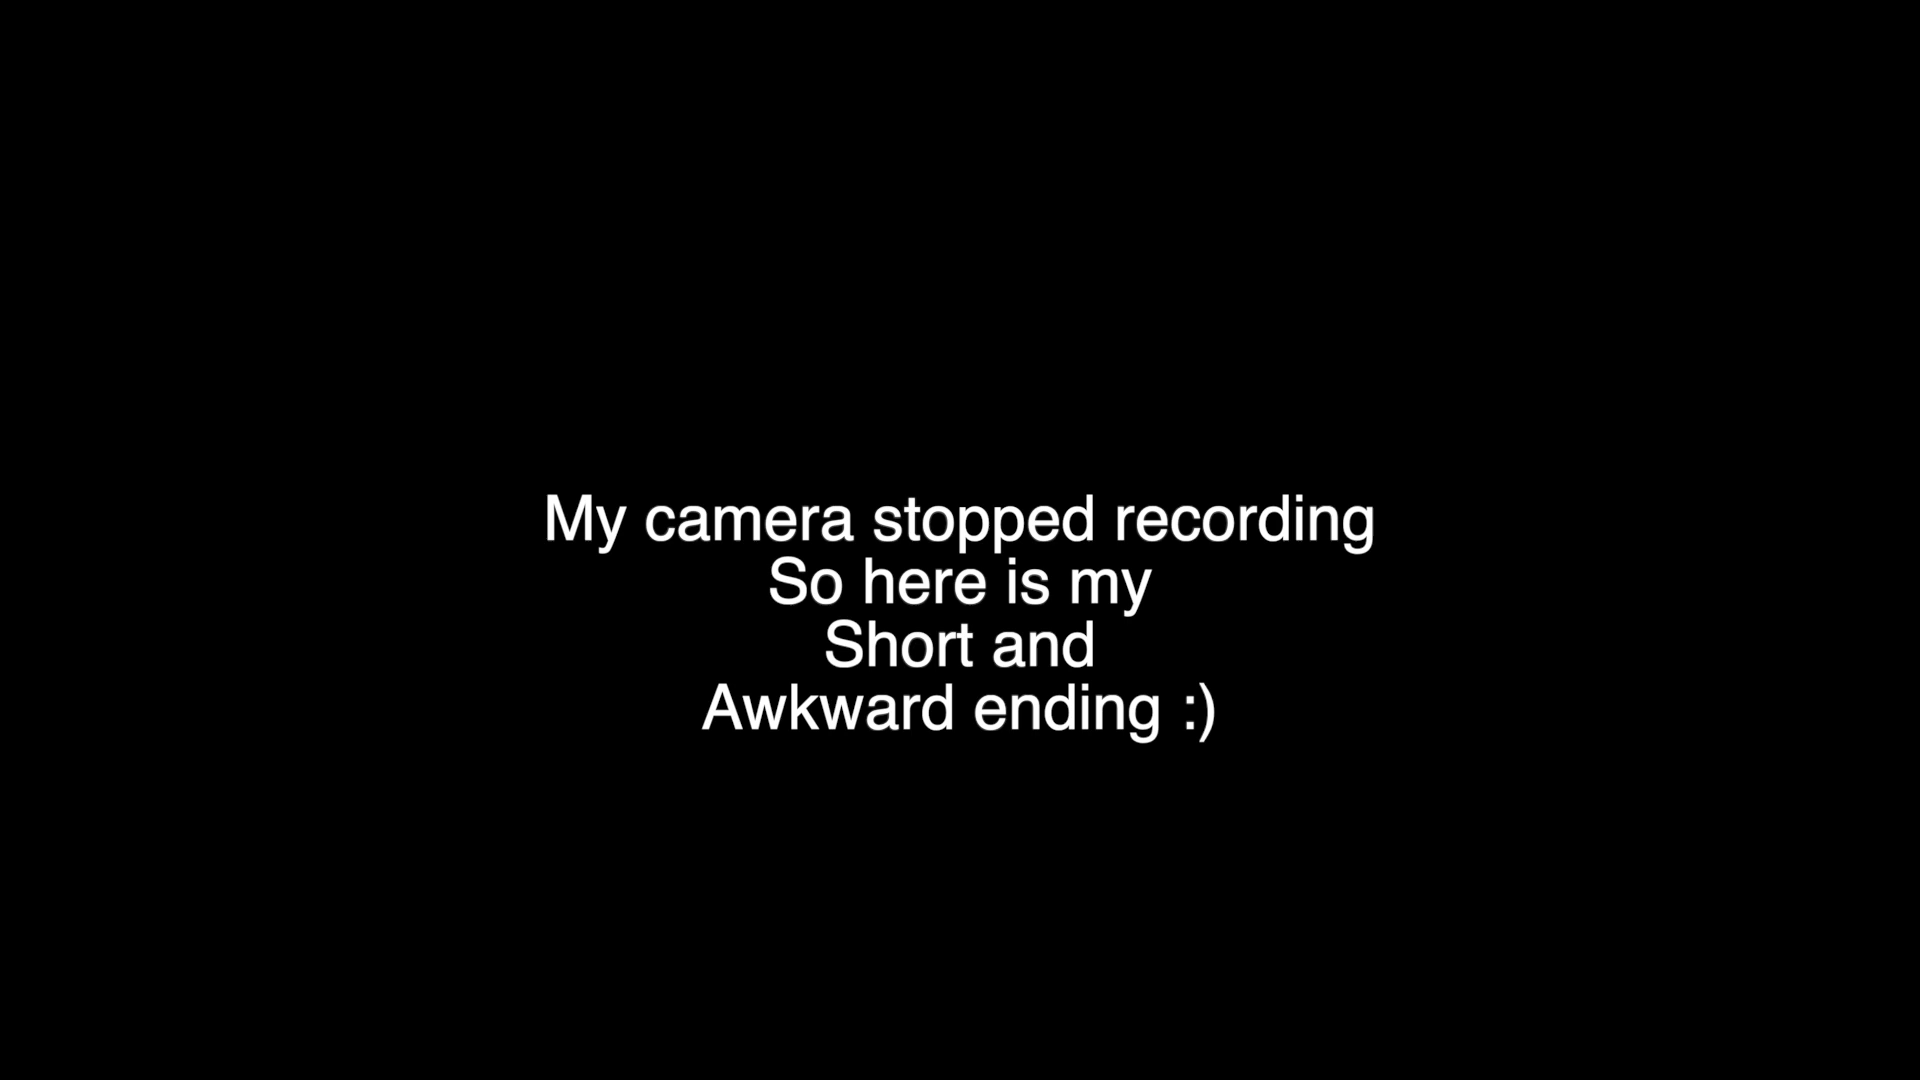 My camera stopped recording
So here is my
Short and
Awkward ending :)